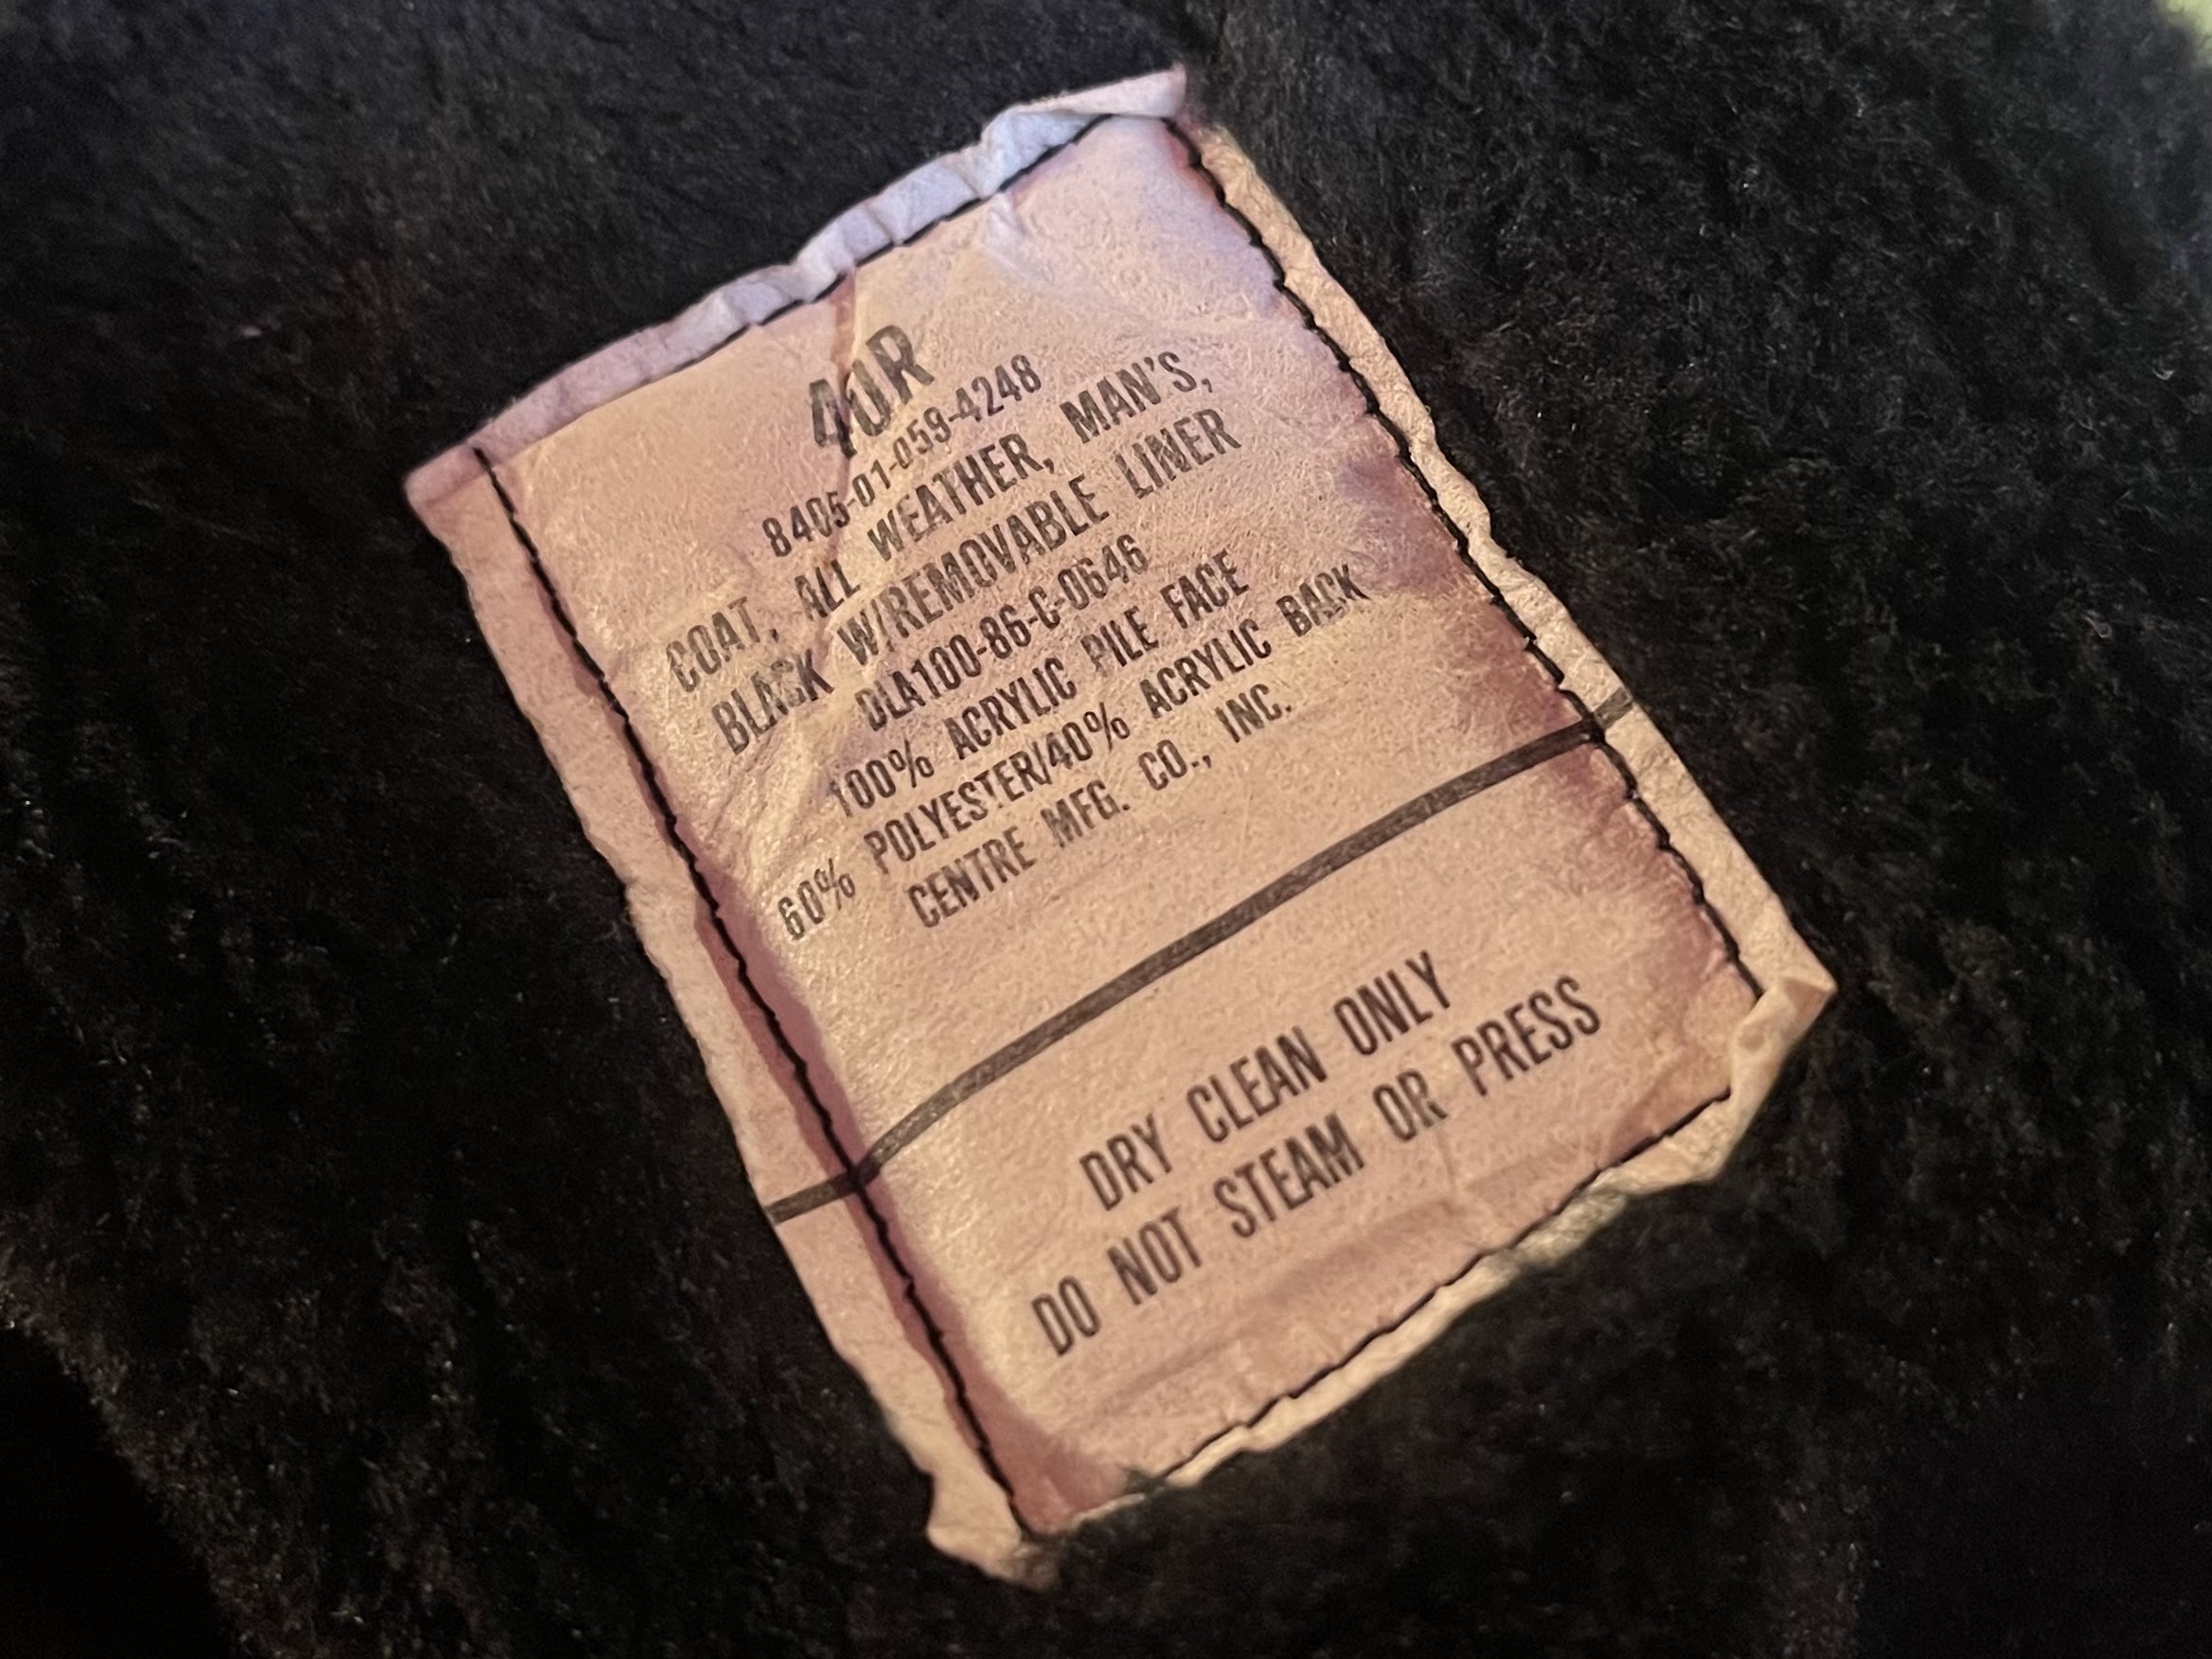 40R
8405-01-059-4248
COAT, ALL WEATHER, MAN'S,
BLACK W/REMOVABLE LINER
DLA100-86-C-0646
100% ACRYLIC PILE FACE
60% POLYESTER/40% ACRYLIC BACK
CENTRE MFG. CO., INC.
DRY CLEAN ONLY
DO NOT STEAM OR PRESS